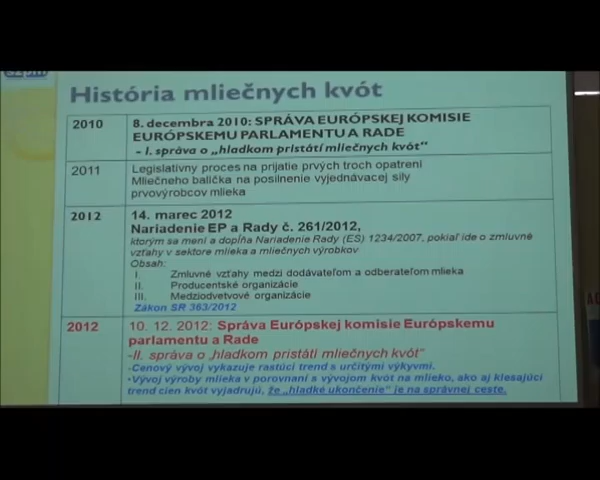 História mliečnych kvót
2010
8. decembra 2010: SPRÁVA EURÓPSKEJ KOMISIE
EURÓPSKEMU PARLAMENTU A RADE
- I. správa o „hladkom pristátí mliečnych kvót“
2011
Legislatívny proces na prijatie prvých troch opatrení
Mliečneho balíčka na posilnenie vyjednávacej sily
prvovýrobcov mlieka
2012
14. marec 2012
Nariadenie EP a Rady č. 261/2012,
ktorým sa mení a dopĺňa Nariadenie Rady (ES) 1234/2007, pokiaľ ide o zmluvné
vzťahy v sektore mlieka a mliečnych výrobkov
Obsah:
I. Zmluvné vzťahy medzi dodávateľom a odberateľom mlieka
II. Producentské organizácie
III. Medziodvetvové organizácie
Zákon SR 363/2012
2012
10. 12. 2012: Správa Európskej komisie Európskemu
parlamentu a Rade
-II. správa o „hladkom pristátí mliečnych kvót“
-Cenový vývoj vykazuje rastúci trend s určitými výkyvmi.
•Vývoj výroby mlieka v porovnaní s vývojom kvót na mlieko, ako aj klesajúci
trend cien kvót vyjadrujú, že „hladké ukončenie“ je na správnej ceste.